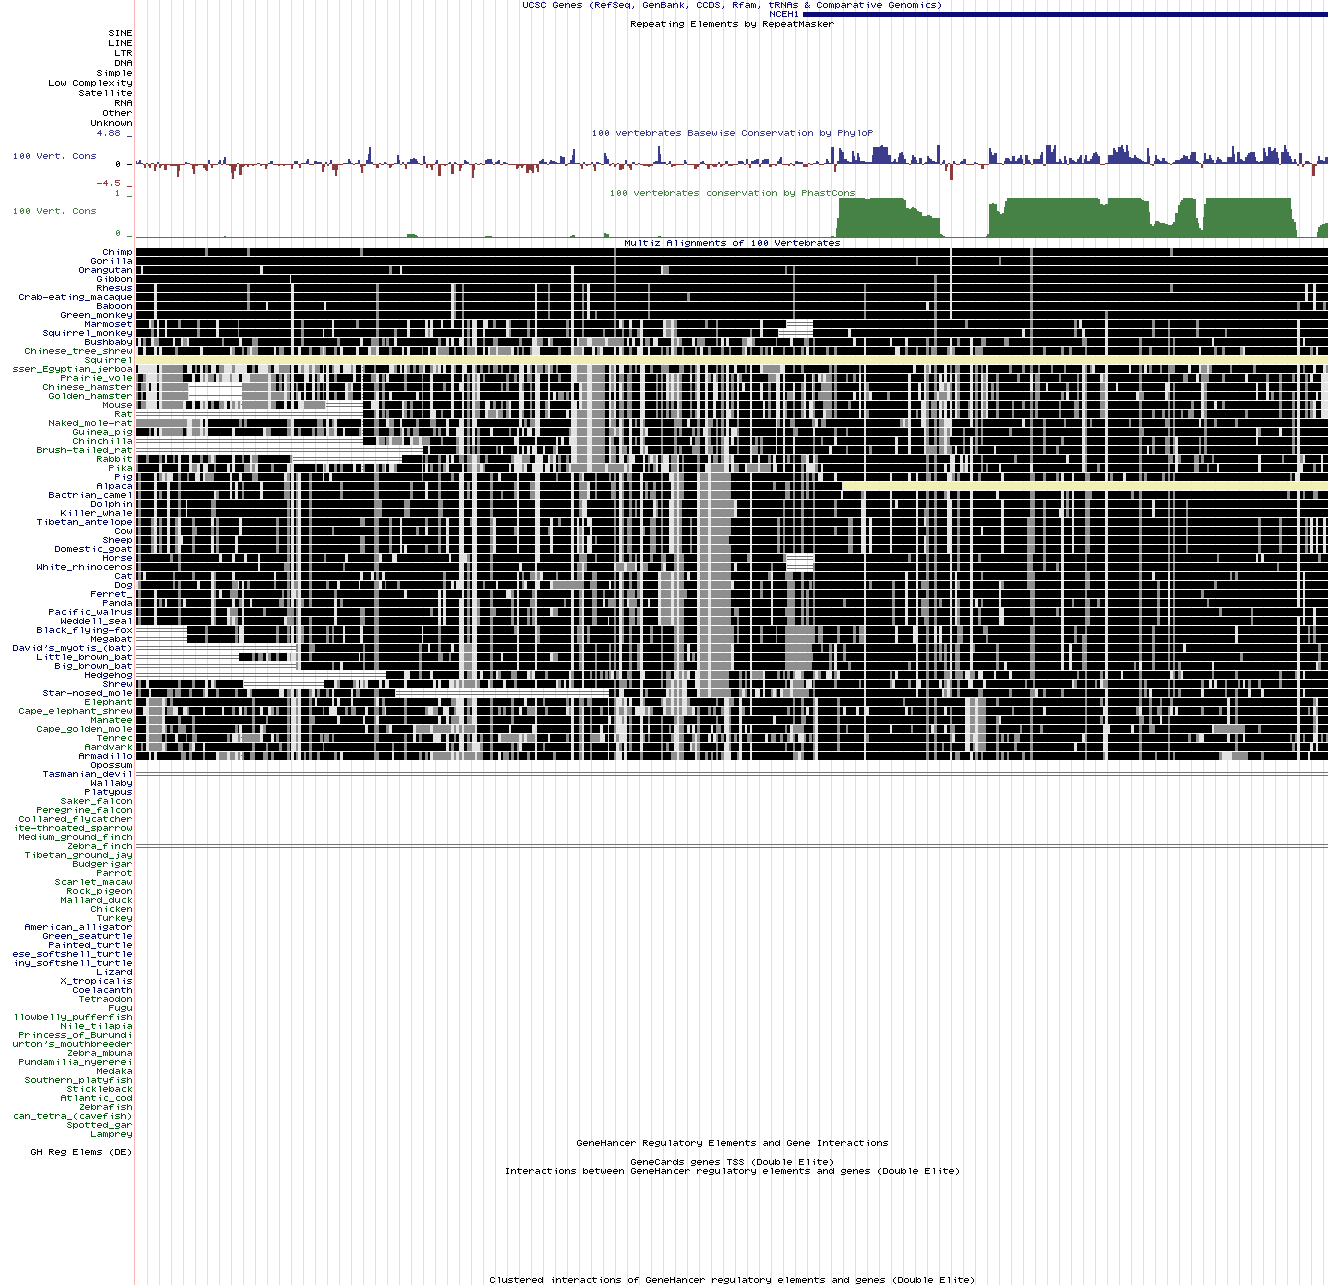 UCSC Genes (RefSeq, GenBank, CCDS, Rfam, tRNAs & Comparative Genomics)
NCEH1
Repeating Elements by RepeatMasker
SINE
LINE
LTR
DNA
Simple
Low Complexity
Satellite
RNA
Other
Unknown
4.88 _
100 vertebrates Basewise Conservation by PhyloP
100 Vert. Cons
0 -
-4.5 _
1 _
100 vertebrates conservation by PhastCons
100 Vert. Cons
0 _
Multiz Alignments of 100 Vertebrates
Chimp
Gorilla
Orangutan
Gibbon
Rhesus
Crab-eating_macaque
Baboon
Green_monkey
Marmoset
Squirrel_monkey
Bushbaby
Chinese_tree_shrew
Squirrel
sser_Egyptian_jerboa
Prairie_vole
Chinese_hamster
Golden_hamster
Mouse
Rat
Naked_mole-rat
Guinea_pig
Chinchilla
Brush-tailed_rat
Rabbit
Pika
Pig
Alpaca
Bactrian_camel
Dolphin
Killer_whale
Tibetan_antelope
Cow
Sheep
Domestic_goat
Horse
White_rhinoceros
Cat
Dog
Ferret_
Panda
Pacific_walrus
Weddell_seal
Black_flying-fox
Megabat
David's_myotis_(bat)
Little_brown_bat
Big_brown_bat
Hedgehog
Shrew
Star-nosed_mole
Elephant
Cape_elephant_shrew
Manatee
Cape_golden_mole
Tenrec
Aardvark
Armadillo
Opossum
Tasmanian_devil
Wallaby
Platypus
Saker_falcon
Peregrine_falcon
Collared_flycatcher
ite-throated_sparrow
Medium_ground_finch
Zebra_finch
Tibetan_ground_jay
Budgerigar
Parrot
Scarlet_macaw
Rock_pigeon
Mallard_duck
Chicken
Turkey
American_alligator
Green_seaturtle
Painted_turtle
ese_softshell_turtle
iny_softshell_turtle
Lizard
X_tropicalis
Coelacanth
Tetraodon
Fugu
llowbelly_pufferfish
Nile_tilapia
Princess_of_Burundi
urton's_mouthbreeder
Zebra_mbuna
Pundamilia_nyererei
Medaka
Southern_platyfish
Stickleback
Atlantic_cod
Zebrafish
can_tetra_(cavefish)
Spotted_gar
Lamprey
GeneHancer Regulatory Elements and Gene Interactions
GH Reg Elems (DE)
GeneCards genes TSS (Double Elite)
Interactions between GeneHancer regulatory elements and genes (Double Elite)
Clustered interactions of GeneHancer regulatory elements and genes (Double Elite)